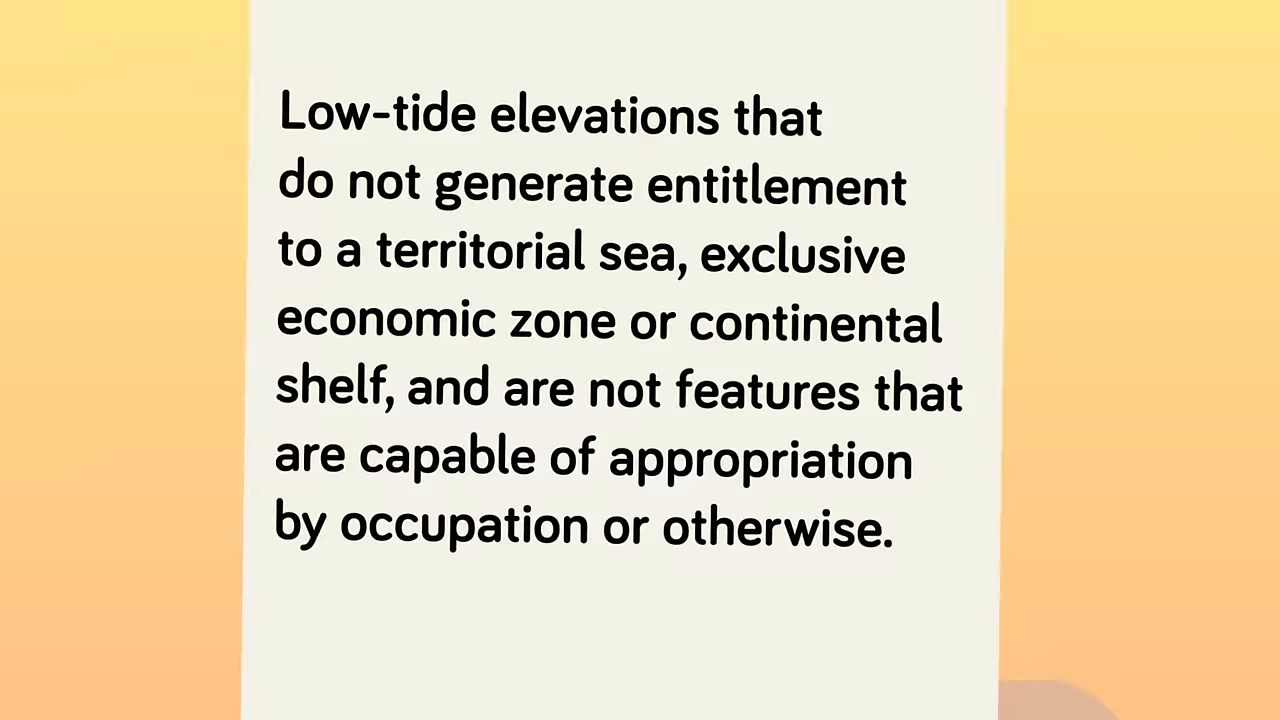 Low-tide elevations that
do not generate entitlement
to a territorial sea, exclusive
economic zone or continental
shelf, and are not features that
are capable of appropriation
by occupation or otherwise.